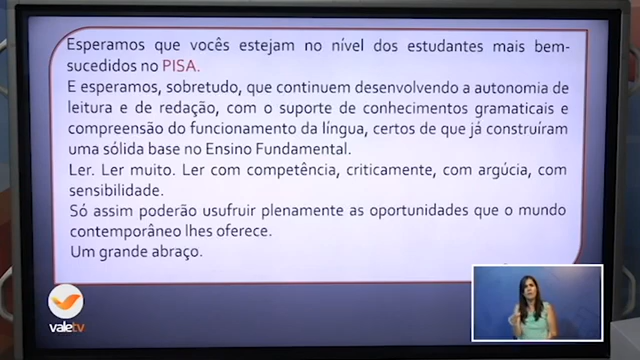 Esperamos que vocês estejam no nível dos estudantes mais bem-
sucedidos no PISA.
E esperamos, sobretudo, que continuem desenvolvendo a autonomia de
leitura e de redação, com o suporte de conhecimentos gramaticais e
compreensão do funcionamento da língua, certos de que já construíram
uma sólida base no Ensino Fundamental.
Ler. Ler muito. Ler com competência, criticamente, com argúcia, com
sensibilidade.
Só assim poderão usufruir plenamente as oportunidades que o mundo
contemporâneo lhes oferece.
Um grande abraço.
valetv